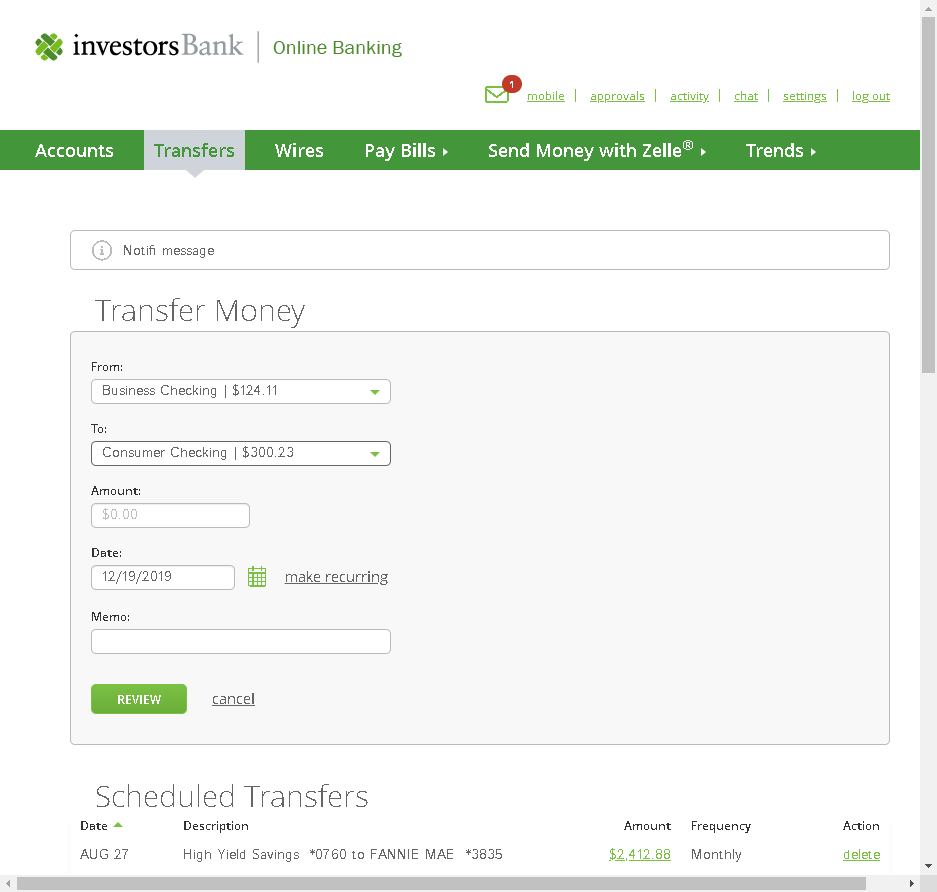 investorsBank Online Banking
1
mobile approvals activity chat settings log out
Accounts Transfers Wires Pay Bills Send Money with Zelle® Trends
Notifi message
Transfer Money
From:
Business Checking | $124.11
To:
Consumer Checking | $300.23
Amount:
$0.00
Date:
12/19/2019 make recurring
Memo:
REVIEW cancel
Scheduled Transfers
Date Description Amount Frequency Action
AUG 27 High Yield Savings *0760 to FANNIE MAE *3835 $2,412.88 Monthly delete